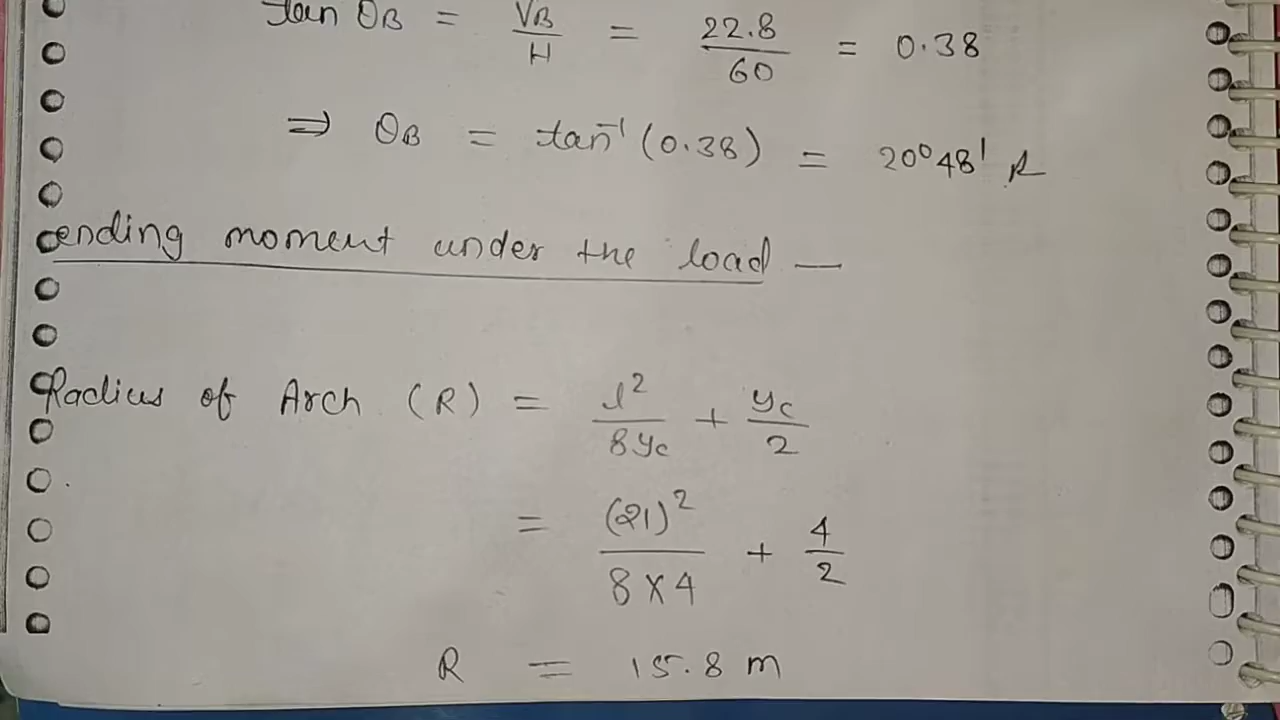 tan θB = VB/H = 22.8/60 = 0.38
⇒ θB = tan⁻¹(0.38) = 20°48'
ending moment under the load —
Radius of Arch (R) = l²/8yc + yc/2
= (21)²/8×4 + 4/2
R = 15.8 m